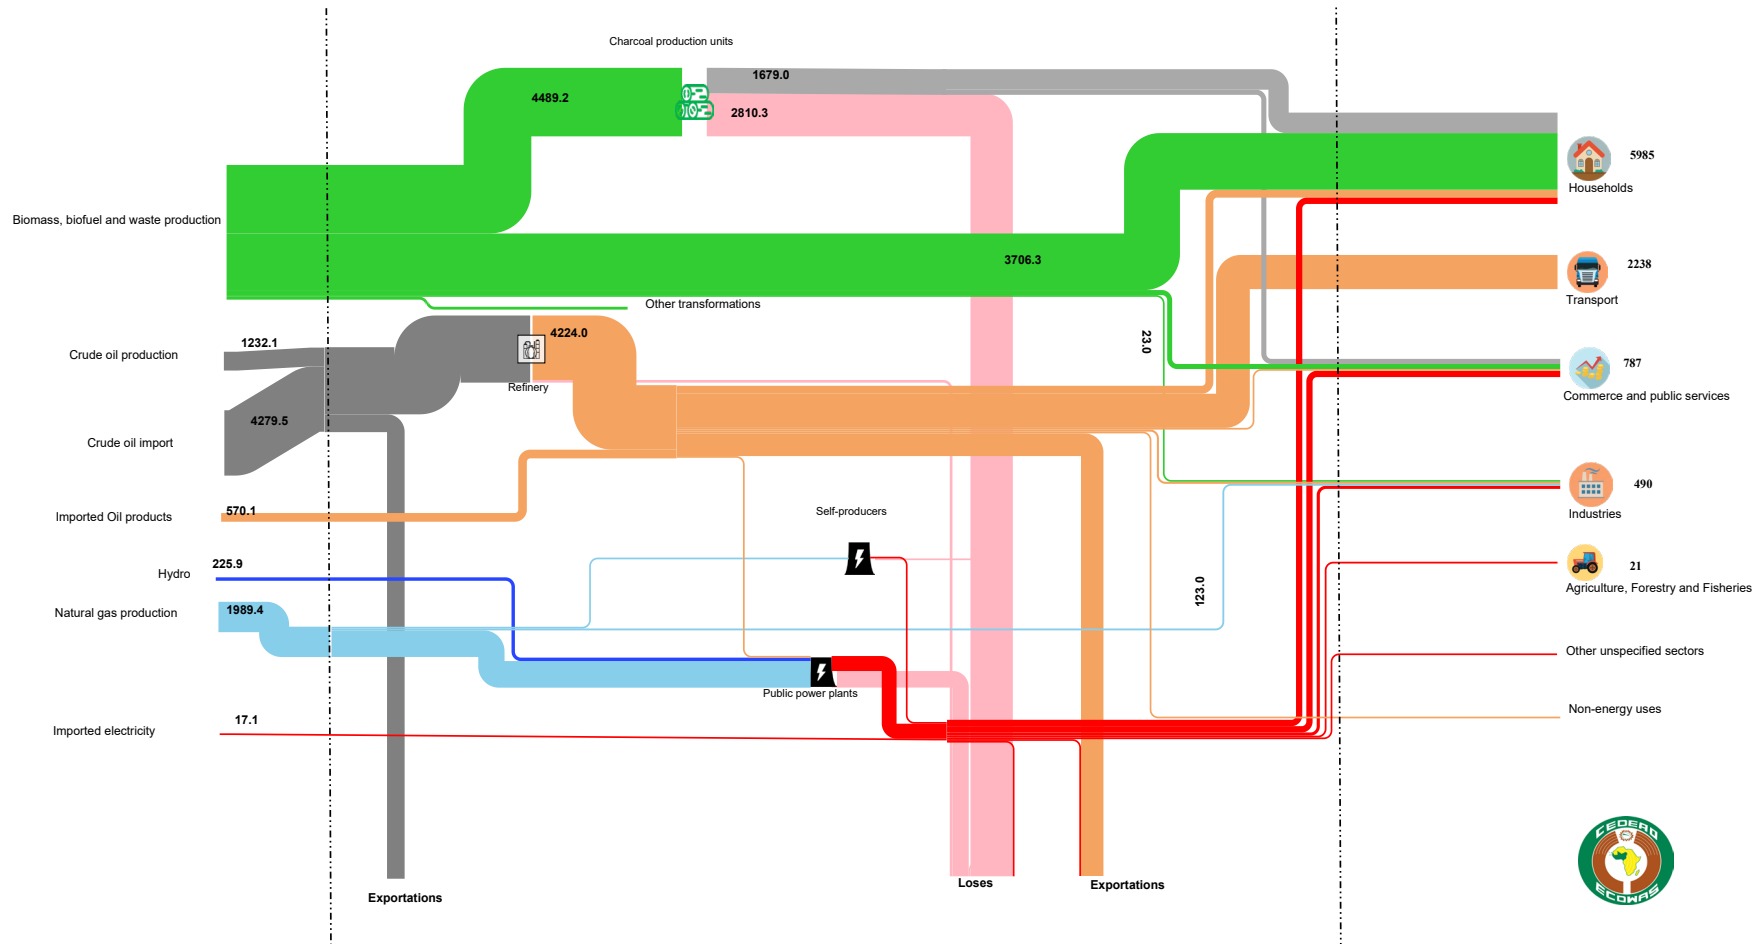 Charcoal production units
1679.0
4489.2
2810.3
5985
Households
Biomass, biofuel and waste production
3706.3
2238
Transport
Other transformations
4224.0
23.0
1232.1
Crude oil production
Refinery
787
Commerce and public services
4279.5
Crude oil import
490
Industries
570.1
Imported Oil products
Self-producers
225.9
Hydro
21
Agriculture, Forestry and Fisheries
123.0
1989.4
Natural gas production
Other unspecified sectors
Public power plants
Non-energy uses
17.1
Imported electricity
CEDEAO
ECOWAS
Loses
Exportations
Exportations